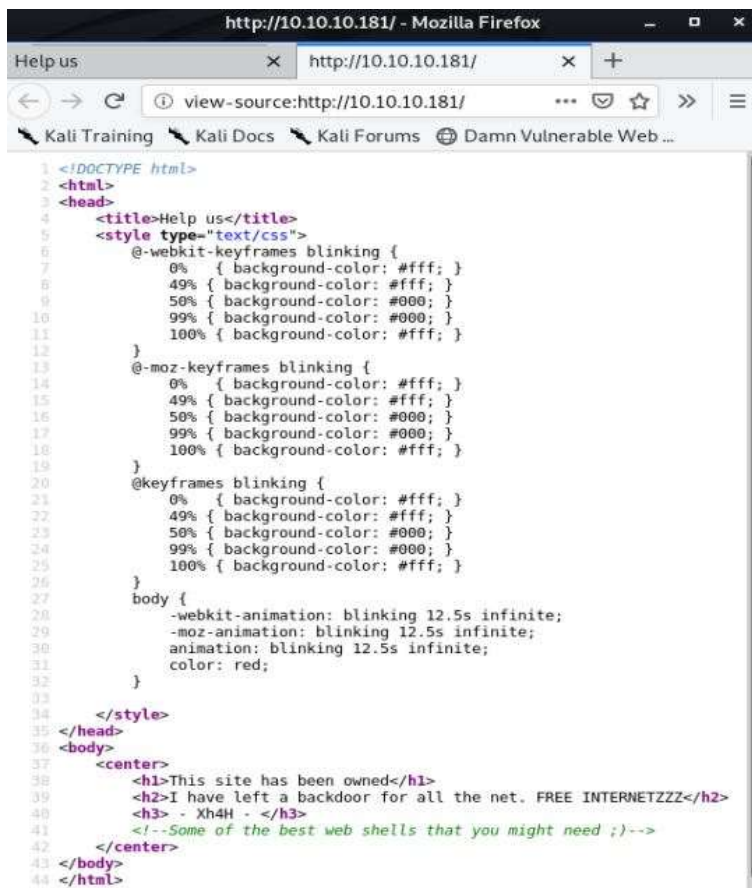 http://10.10.10.181/ - Mozilla Firefox
Help us
http://10.10.10.181/
view-source:http://10.10.10.181/
Kali Training Kali Docs Kali Forums Damn Vulnerable Web ...
1 <!DOCTYPE html>
2 <html>
3 <head>
4 <title>Help us</title>
5 <style type="text/css">
6 @-webkit-keyframes blinking {
7 0% { background-color: #fff; }
8 49% { background-color: #fff; }
9 50% { background-color: #000; }
10 99% { background-color: #000; }
11 100% { background-color: #fff; }
12 }
13 @-moz-keyframes blinking {
14 0% { background-color: #fff; }
15 49% { background-color: #fff; }
16 50% { background-color: #000; }
17 99% { background-color: #000; }
18 100% { background-color: #fff; }
19 }
20 @keyframes blinking {
21 0% { background-color: #fff; }
22 49% { background-color: #fff; }
23 50% { background-color: #000; }
24 99% { background-color: #000; }
25 100% { background-color: #fff; }
26 }
27 body {
28 -webkit-animation: blinking 12.5s infinite;
29 -moz-animation: blinking 12.5s infinite;
30 animation: blinking 12.5s infinite;
31 color: red;
32 }
33
34 </style>
35 </head>
36 <body>
37 <center>
38 <h1>This site has been owned</h1>
39 <h2>I have left a backdoor for all the net. FREE INTERNETZZZ</h2>
40 <h3> - Xh4H - </h3>
41 <!--Some of the best web shells that you might need ;)-->
42 </center>
43 </body>
44 </html>